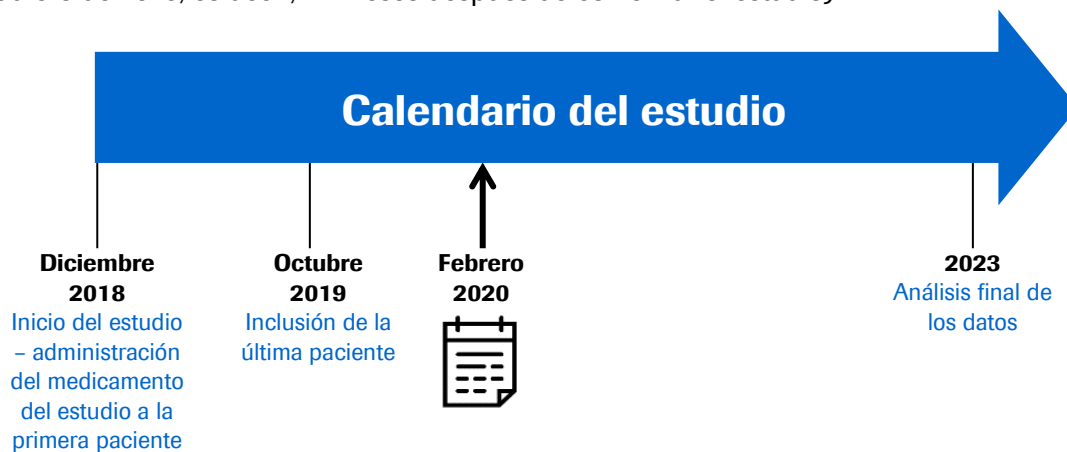 Calendario del estudio
Diciembre
2018
Inicio del estudio
– administración
del medicamento
del estudio a la
primera paciente
Octubre
2019
Inclusión de la
última paciente
Febrero
2020
2023
Análisis final de
los datos